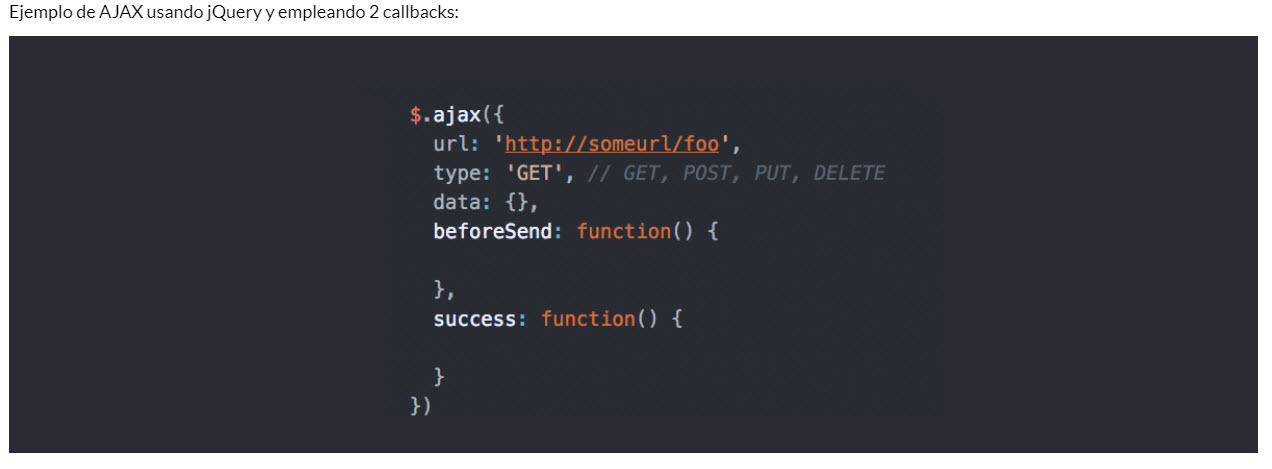 Ejemplo de AJAX usando jQuery y empleando 2 callbacks:
$.ajax({
  url: 'http://someurl/foo',
  type: 'GET', // GET, POST, PUT, DELETE
  data: {},
  beforeSend: function() {
  },
  success: function() {
  }
})